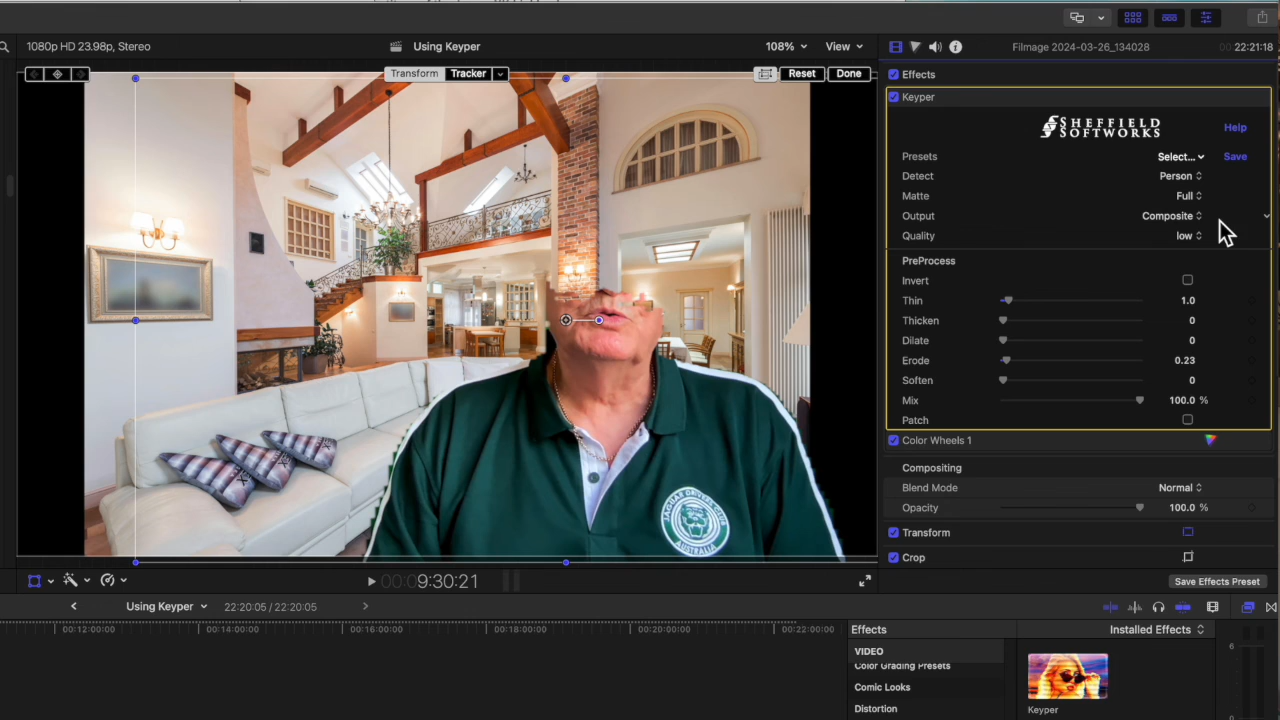 1080p HD 23.98p, Stereo
Using Keyper
108%
View
Filmage 2024-03-26_134028
00:22:21:18
Transform
Tracker
Reset
Done
Effects
Keyper
SHEFFIELD
SOFTWORKS
Help
Presets
Select...
Save
Detect
Person
Matte
Full
Output
Composite
Quality
low
PreProcess
Invert
Thin
1.0
Thicken
0
Dilate
0
Erode
0.23
Soften
0
Mix
100.0 %
Patch
Color Wheels 1
Compositing
Blend Mode
Normal
Opacity
100.0 %
Transform
Crop
JAGUAR DRIVERS CLUB
AUSTRALIA
00:00:9:30:21
Save Effects Preset
Using Keyper
22:20:05 / 22:20:05
00:12:00:00
00:14:00:00
00:16:00:00
00:18:00:00
00:20:00:00
00:22:00:00
Effects
Installed Effects
VIDEO
Color Grading Presets
Comic Looks
Distortion
Keyper
6
0